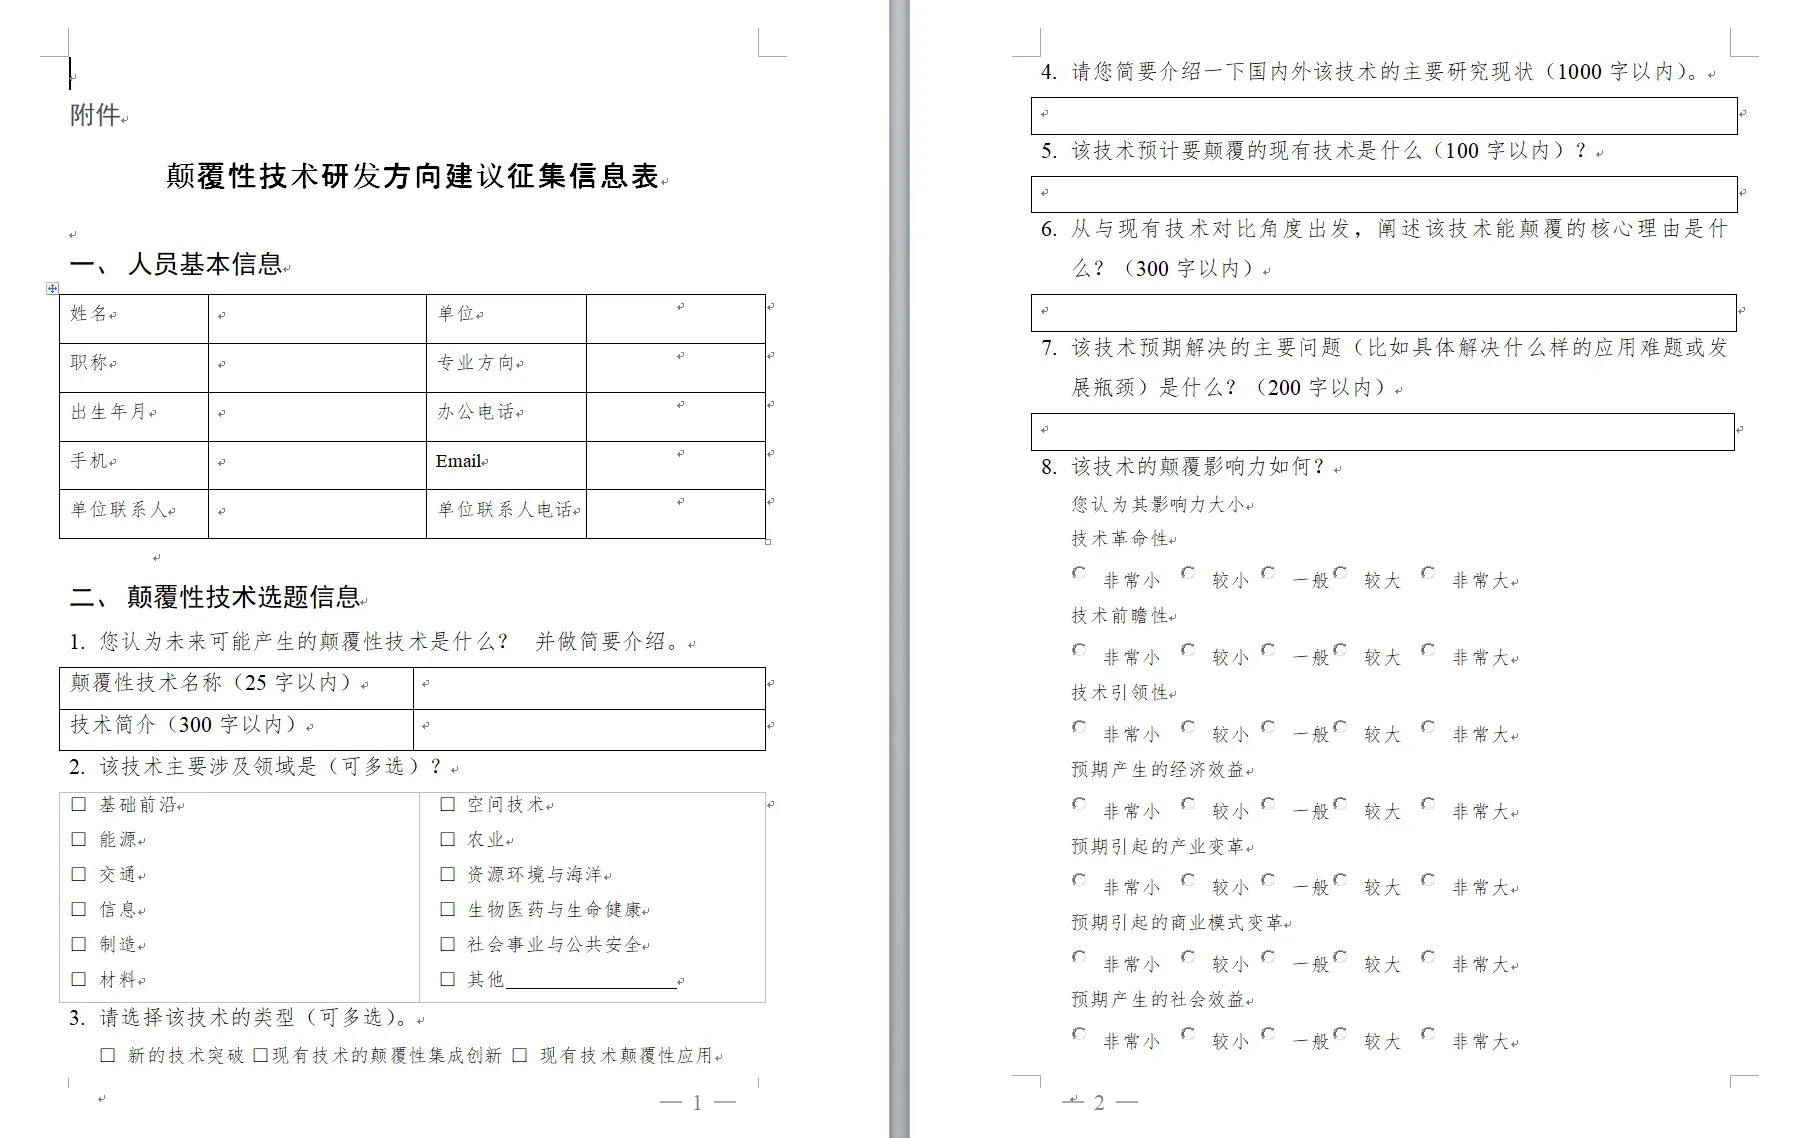 附件
颠覆性技术研发方向建议征集信息表
一、 人员基本信息
姓名 单位
职称 专业方向
出生年月 办公电话
手机 Email
单位联系人 单位联系人电话
二、 颠覆性技术选题信息
1. 您认为未来可能产生的颠覆性技术是什么？ 并做简要介绍。
颠覆性技术名称（25 字以内）
技术简介（300 字以内）
2. 该技术主要涉及领域是（可多选）？
□ 基础前沿 □ 空间技术
□ 能源 □ 农业
□ 交通 □ 资源环境与海洋
□ 信息 □ 生物医药与生命健康
□ 制造 □ 社会事业与公共安全
□ 材料 □ 其他
3. 请选择该技术的类型（可多选）。
□ 新的技术突破 □现有技术的颠覆性集成创新 □ 现有技术颠覆性应用
— 1 —
4. 请您简要介绍一下国内外该技术的主要研究现状（1000 字以内）。
5. 该技术预计要颠覆的现有技术是什么（100 字以内）？
6. 从与现有技术对比角度出发，阐述该技术能颠覆的核心理由是什
么？（300 字以内）
7. 该技术预期解决的主要问题（比如具体解决什么样的应用难题或发
展瓶颈）是什么？（200 字以内）
8. 该技术的颠覆影响力如何？
您认为其影响力大小
技术革命性
非常小 较小 一般 较大 非常大
技术前瞻性
非常小 较小 一般 较大 非常大
技术引领性
非常小 较小 一般 较大 非常大
预期产生的经济效益
非常小 较小 一般 较大 非常大
预期引起的产业变革
非常小 较小 一般 较大 非常大
预期引起的商业模式变革
非常小 较小 一般 较大 非常大
预期产生的社会效益
非常小 较小 一般 较大 非常大
— 2 —